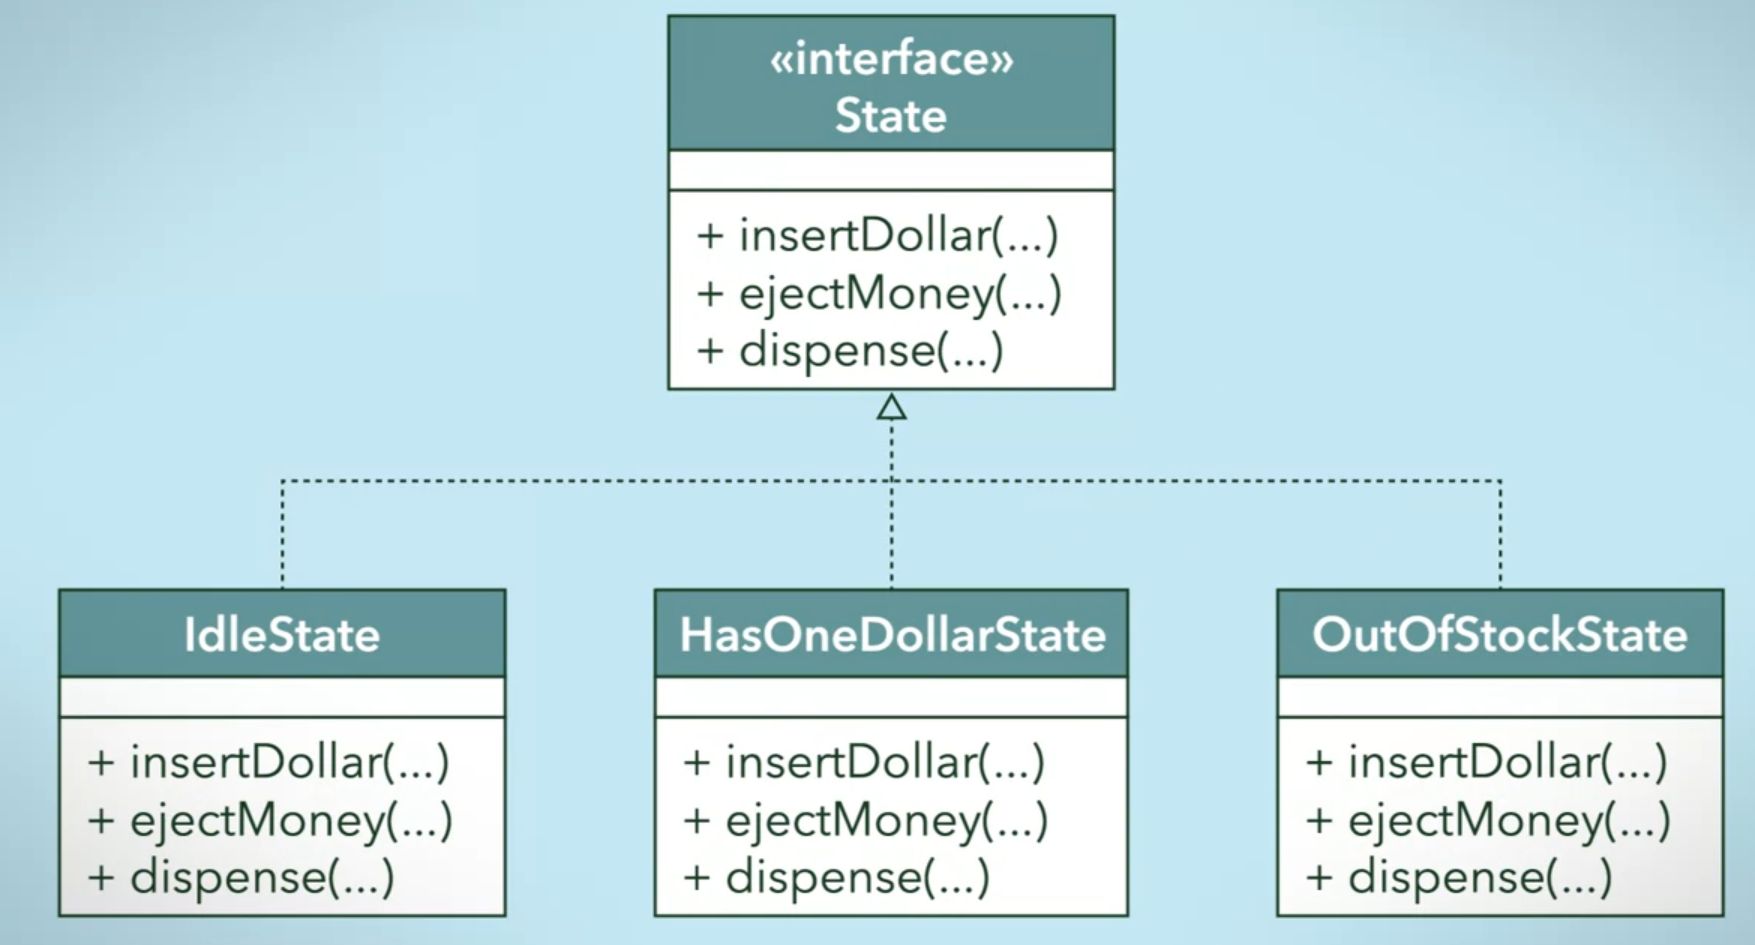 «interface»
State
+ insertDollar(...)
+ ejectMoney(...)
+ dispense(...)
IdleState
+ insertDollar(...)
+ ejectMoney(...)
+ dispense(...)
HasOneDollarState
+ insertDollar(...)
+ ejectMoney(...)
+ dispense(...)
OutOfStockState
+ insertDollar(...)
+ ejectMoney(...)
+ dispense(...)